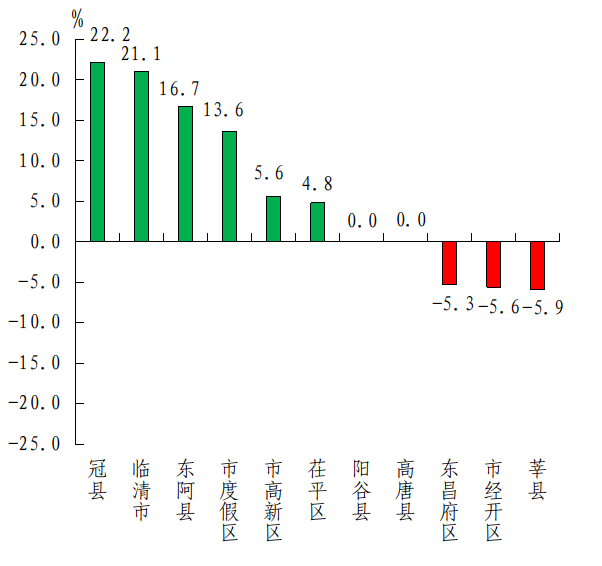 %
25.0
20.0
15.0
10.0
5.0
0.0
-5.0
-10.0
-15.0
-20.0
-25.0
22.2
21.1
16.7
13.6
5.6
4.8
0.0
0.0
-5.3
-5.6
-5.9
冠县
临清市
东阿县
市度假区
市高新区
茌平区
阳谷县
高唐县
东昌府区
市经开区
莘县